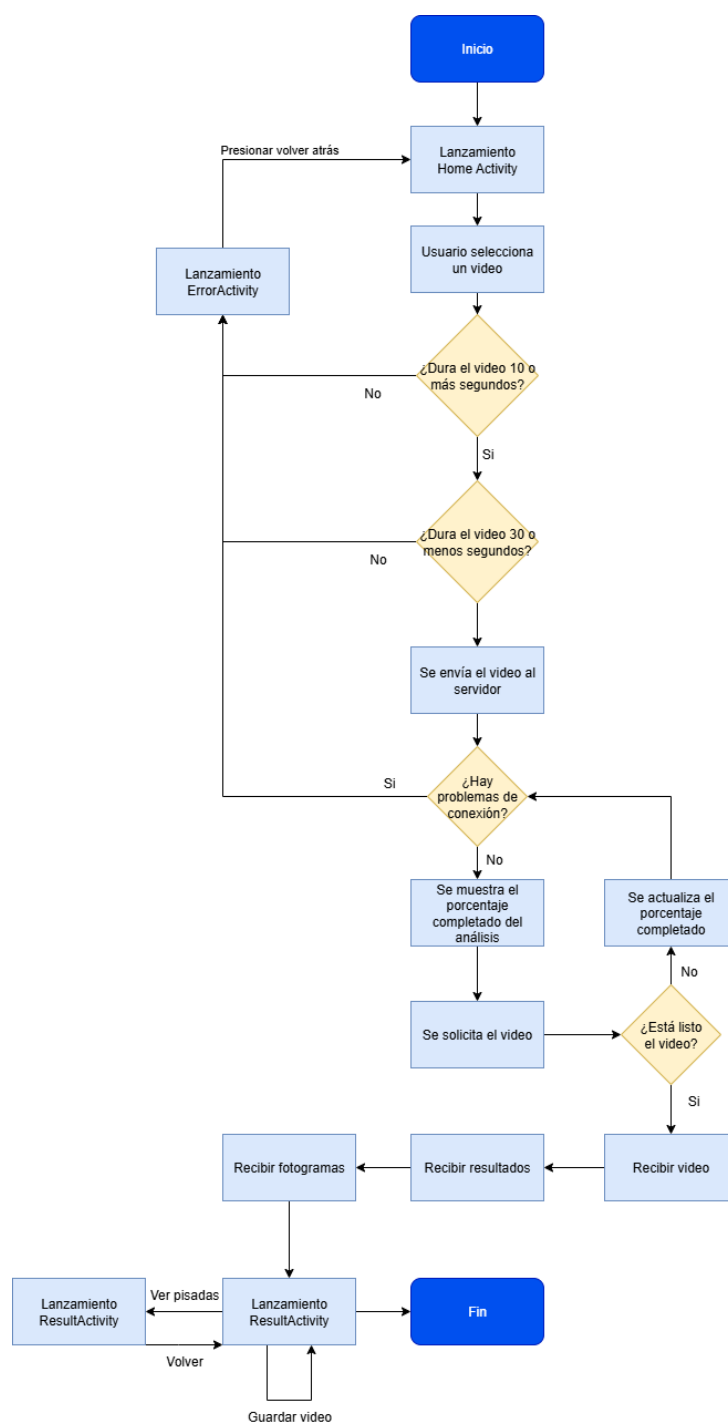 Inicio
Presionar volver atrás
Lanzamiento
Home Activity
Usuario selecciona
un video
Lanzamiento
ErrorActivity
¿Dura el video 10 o
más segundos?
No
Si
¿Dura el video 30 o
menos segundos?
No
Se envía el video al
servidor
¿Hay
problemas de
conexión?
Si
No
Se muestra el
porcentaje
completado del
análisis
Se actualiza el
porcentaje
completado
No
Se solicita el video
¿Está listo
el video?
Si
Recibir fotogramas
Recibir resultados
Recibir video
Lanzamiento
ResultActivity
Ver pisadas
Volver
Lanzamiento
ResultActivity
Guardar video
Fin